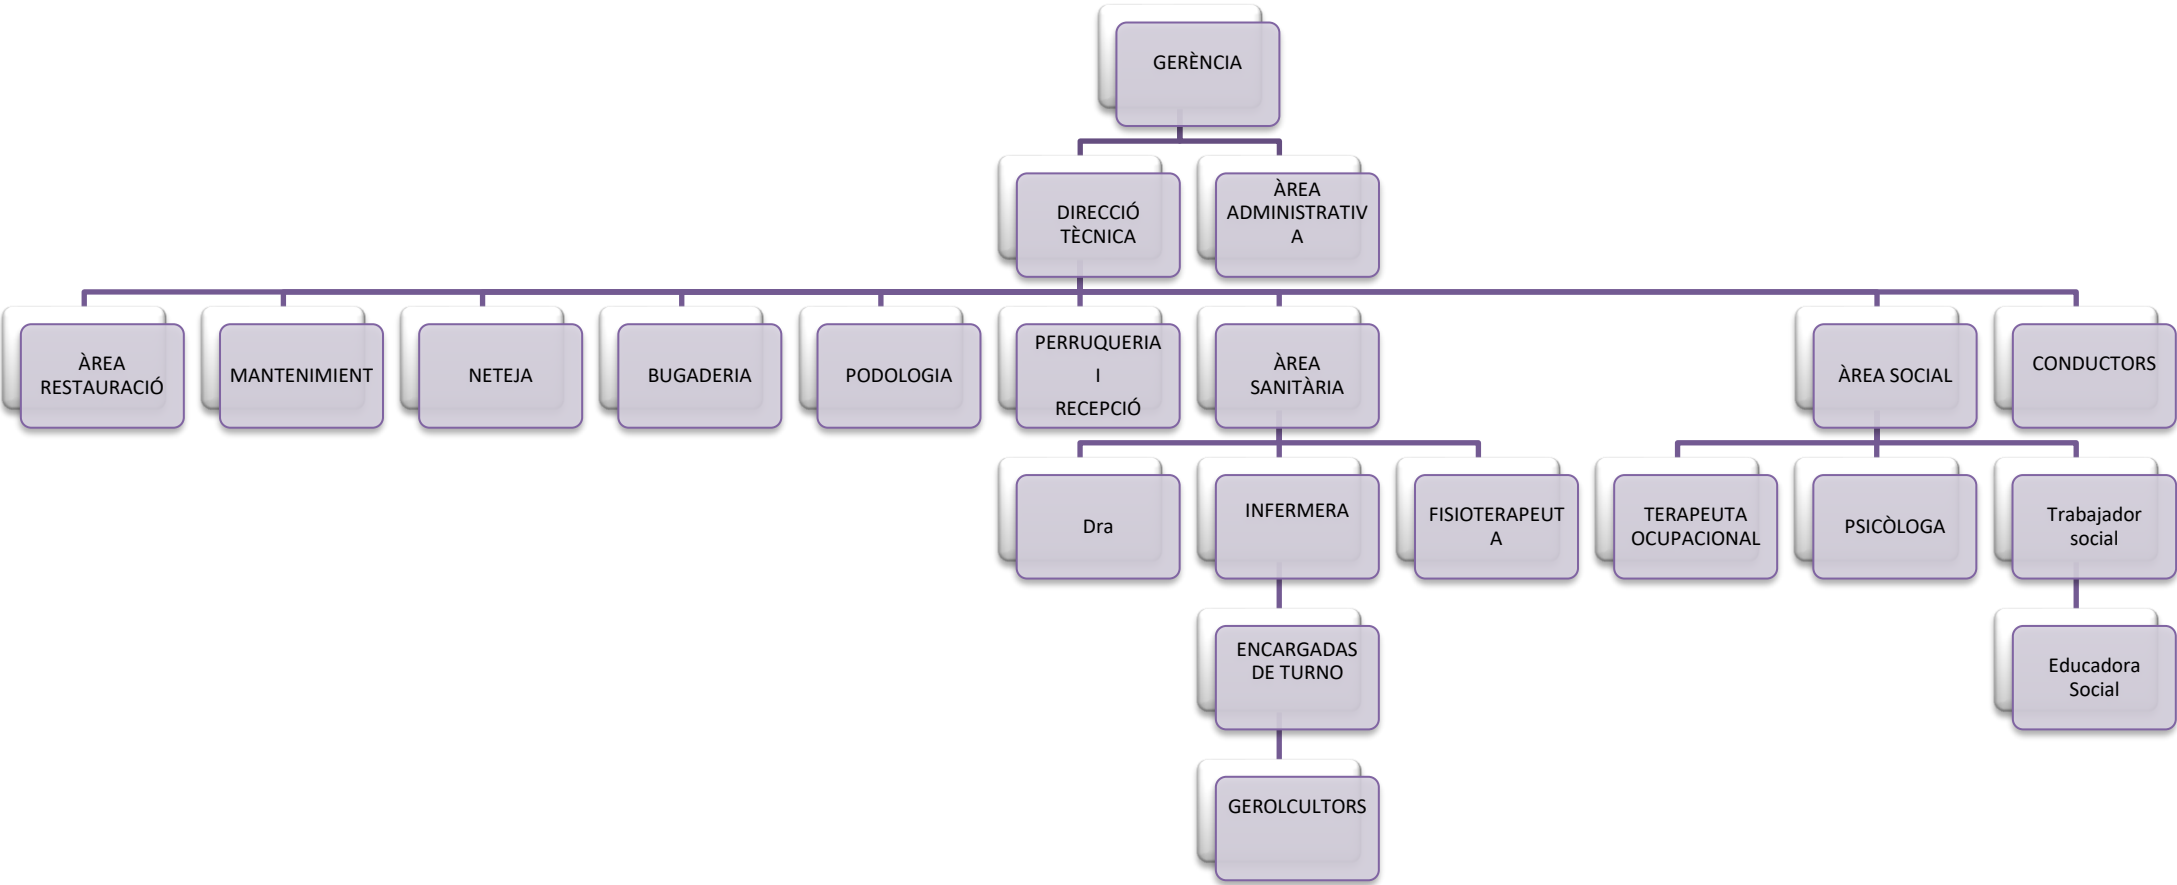 GERÈNCIA
DIRECCIÓ
TÈCNICA
ÀREA
ADMINISTRATIV
A
ÀREA
RESTAURACIÓ
MANTENIMIENT
NETEJA
BUGADERIA
PODOLOGIA
PERRUQUERIA
I
RECEPCIÓ
ÀREA
SANITÀRIA
ÀREA SOCIAL
CONDUCTORS
Dra
INFERMERA
FISIOTERAPEUT
A
TERAPEUTA
OCUPACIONAL
PSICÒLOGA
Trabajador
social
ENCARGADAS
DE TURNO
Educadora
Social
GEROLCULTORS